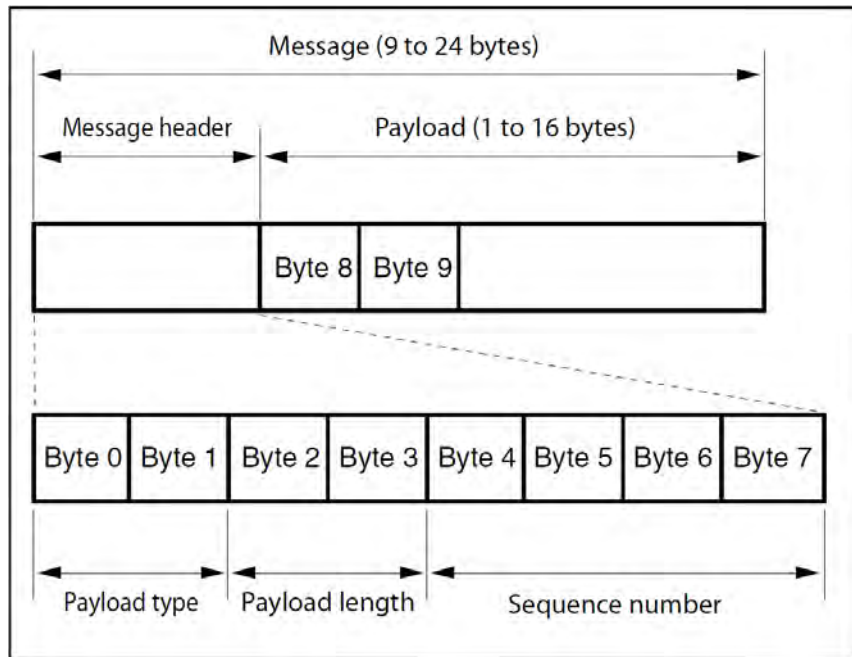 Message (9 to 24 bytes)
Message header
Payload (1 to 16 bytes)
Byte 8
Byte 9
Byte 0
Byte 1
Byte 2
Byte 3
Byte 4
Byte 5
Byte 6
Byte 7
Payload type
Payload length
Sequence number